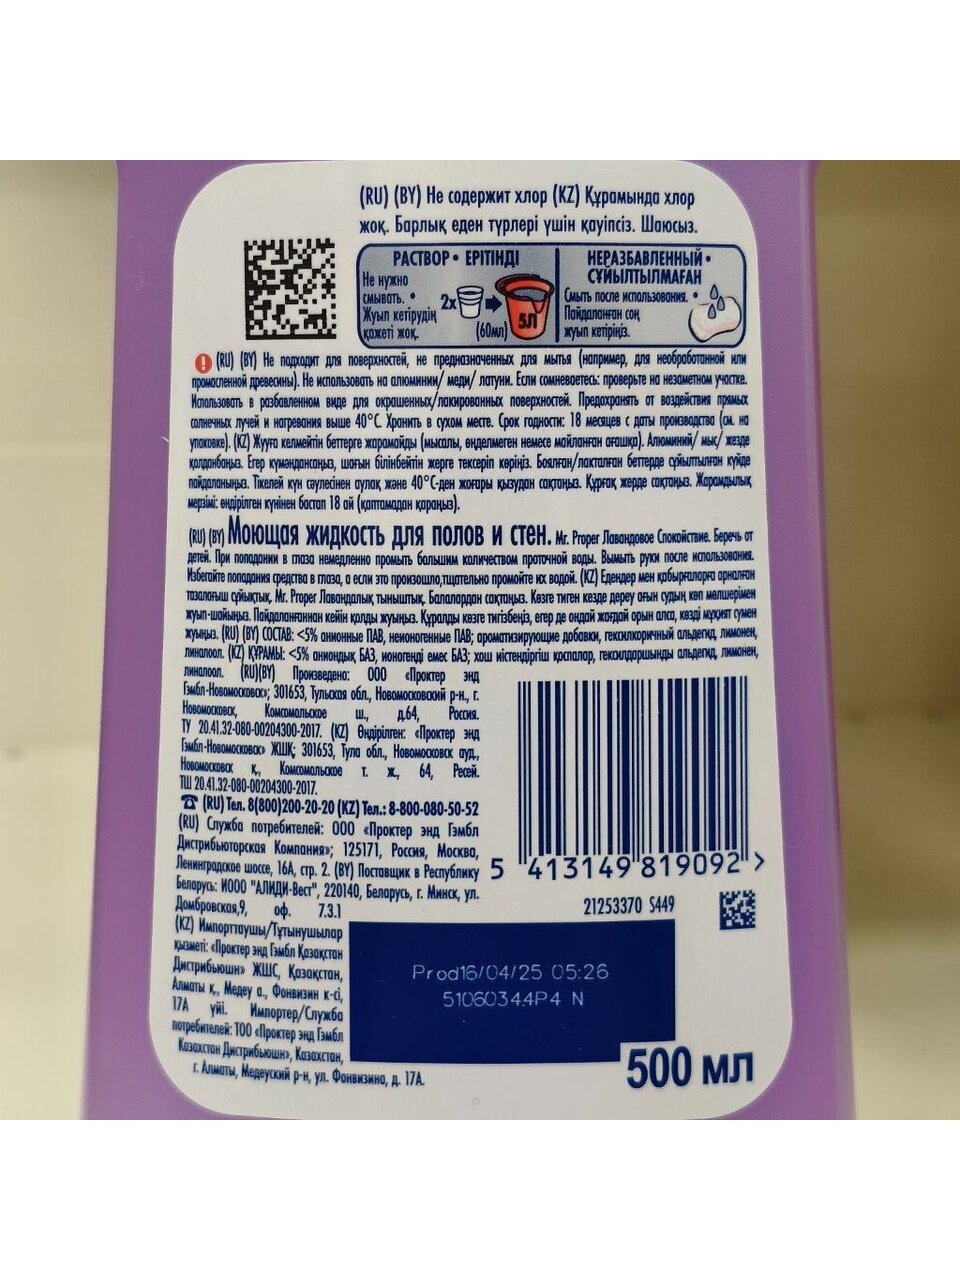 (RU) (BY) Не содержит хлор (KZ) Құрамында хлор
жоқ. Барлық еден түрлері үшін қауіпсіз. Шаюсыз.
РАСТВОР • ЕРІТІНДІ
Не нужно
смывать. •
Жуып кетірудің
қажеті жоқ.
2x
(60мл)
5Л
НЕРАЗБАВЛЕННЫЙ •
СҰЙЫЛТЫЛМАҒАН
Смыть после использования. •
Пайдаланған соң
жуып кетіріңіз.
(RU) (BY) Не подходит для поверхностей, не предназначенных для мытья (например, для необработанной или
промасленной древесины). Не использовать на алюминии/ меди/ латуни. Если сомневаетесь: проверьте на незаметном участке.
Использовать в разбавленном виде для окрашенных/лакированных поверхностей. Предохранять от воздействия прямых
солнечных лучей и нагревания выше 40°C. Хранить в сухом месте. Срок годности: 18 месяцев с даты производства (см. на
упаковке). (KZ) Жууға келмейтін беттерге жарамайды (мысалы, өңделмеген немесе майланған ағашқа). Алюминий/ мыс/ жезде
қолданбаңыз. Егер күмәндансаңыз, шағын білінбейтін жерге тексеріп көріңіз. Боялған/лакталған беттерде сұйытылған күйде
пайдаланыңыз. Тікелей күн сәулесінен аулақ және 40°С-ден жоғары қызудан сақтаңыз. Құрғақ жерде сақтаңыз. Жарамдылық
мерзімі: өндірілген күнінен бастап 18 ай (қаптамадан қараңыз).
(RU) (BY) Моющая жидкость для полов и стен. Mr. Proper Лавандовое Спокойствие. Беречь от
детей. При попадании в глаза немедленно промыть большим количеством проточной воды. Вымыть руки после использования.
Избегайте попадания средства в глаза, а если это произошло,тщательно промойте их водой. (KZ) Едендер мен қабырғаларға арналған
тазалағыш сұйықтық. Mr. Proper Лавандалық тыныштық. Балалардан сақтаңыз. Көзге тиген кезде дереу ағын судың көп мөлшерімен
жуып-шайыңыз. Пайдаланғаннан кейін қолды жуыңыз. Құралды көзге тигізбеңіз, егер де ондай жағдай орын алса, көзді мұқият сумен
жуыңыз. (RU) (BY) СОСТАВ: <5% анионные ПАВ, неионогенные ПАВ; ароматизирующие добавки, гексилкоричный альдегид, лимонен,
линалоол. (KZ) ҚҰРАМЫ: <5% аниондық БАЗ, ионогенді емес БАЗ; хош иістендіргіш қоспалар, гексилдаршынды альдегид, лимонен,
линалоол. (RU)(BY) Произведено: ООО «Проктер энд
Гэмбл-Новомосковск»; 301653, Тульская обл., Новомосковский р-н., г.
Новомосковск, Комсомольское ш., д.64, Россия.
ТУ 20.41.32-080-00204300-2017. (KZ) Өндірілген: «Проктер энд
Гэмбл-Новомосковск» ЖШҚ; 301653, Тула обл., Новомосковск ауд.,
Новомосковск қ., Комсомольское т. ж., 64, Ресей.
ТШ 20.41.32-080-00204300-2017.
(RU) Тел. 8(800)200-20-20 (KZ) Тел.: 8-800-080-50-52
(RU) Служба потребителей: ООО «Проктер энд Гэмбл
Дистрибьюторская Компания»; 125171, Россия, Москва,
Ленинградское шоссе, 16А, стр. 2. (BY) Поставщик в Республику
Беларусь: ИООО "АЛИДИ-Вест", 220140, Беларусь, г. Минск, ул.
Домбровская,9, оф. 7.3.1
(KZ) Импорттаушы/Тұтынушылар
қызметі: «Проктер энд Гэмбл Қазақстан
Дистрибьюшн» ЖШС, Қазақстан,
Алматы қ., Медеу а., Фонвизин к-сі,
17А үйі. Импортер/Служба
потребителей: ТОО «Проктер энд Гэмбл
Казахстан Дистрибьюшн», Казахстан,
г. Алматы, Медеуский р-н, ул. Фонвизина, д. 17А.
5 413149 819092 >
21253370 S449
Prod16/04/25 05:26
51060344P4 N
500 мл